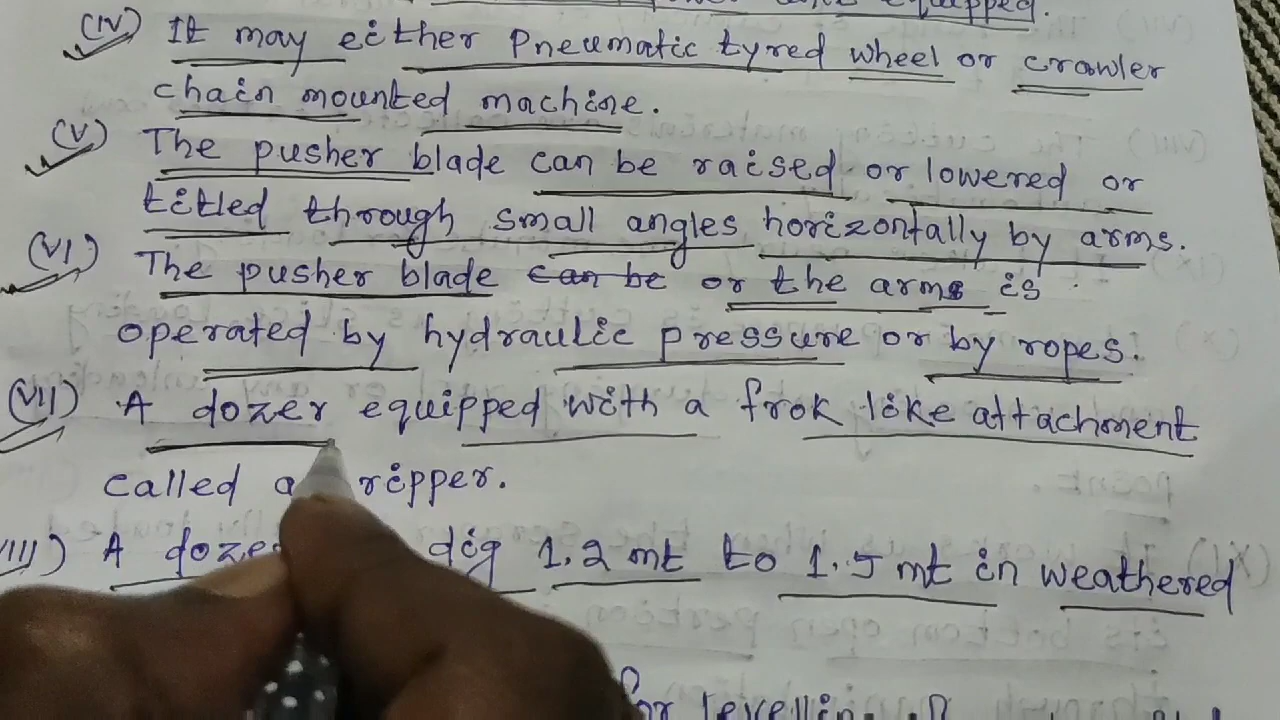 equipped.
(IV) It may either Pneumatic tyred wheel or crawler
chain mounted machine.
(V) The pusher blade can be raised or lowered or
titled through small angles horizontally by arms.
(VI) The pusher blade can be or the arms is
operated by hydraulic pressure or by ropes.
(VII) A dozer equipped with a frok like attachment
called a ripper.
A doze dig 1.2 mt to 1.5 mt in weathered
for levellin